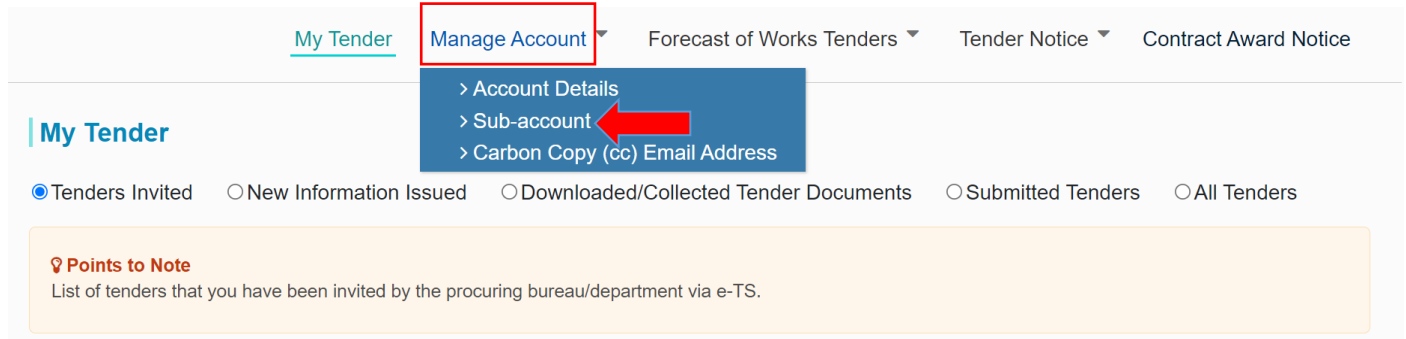 My Tender Manage Account Forecast of Works Tenders Tender Notice Contract Award Notice
> Account Details
> Sub-account
> Carbon Copy (cc) Email Address
My Tender
Tenders Invited New Information Issued Downloaded/Collected Tender Documents Submitted Tenders All Tenders
Points to Note
List of tenders that you have been invited by the procuring bureau/department via e-TS.